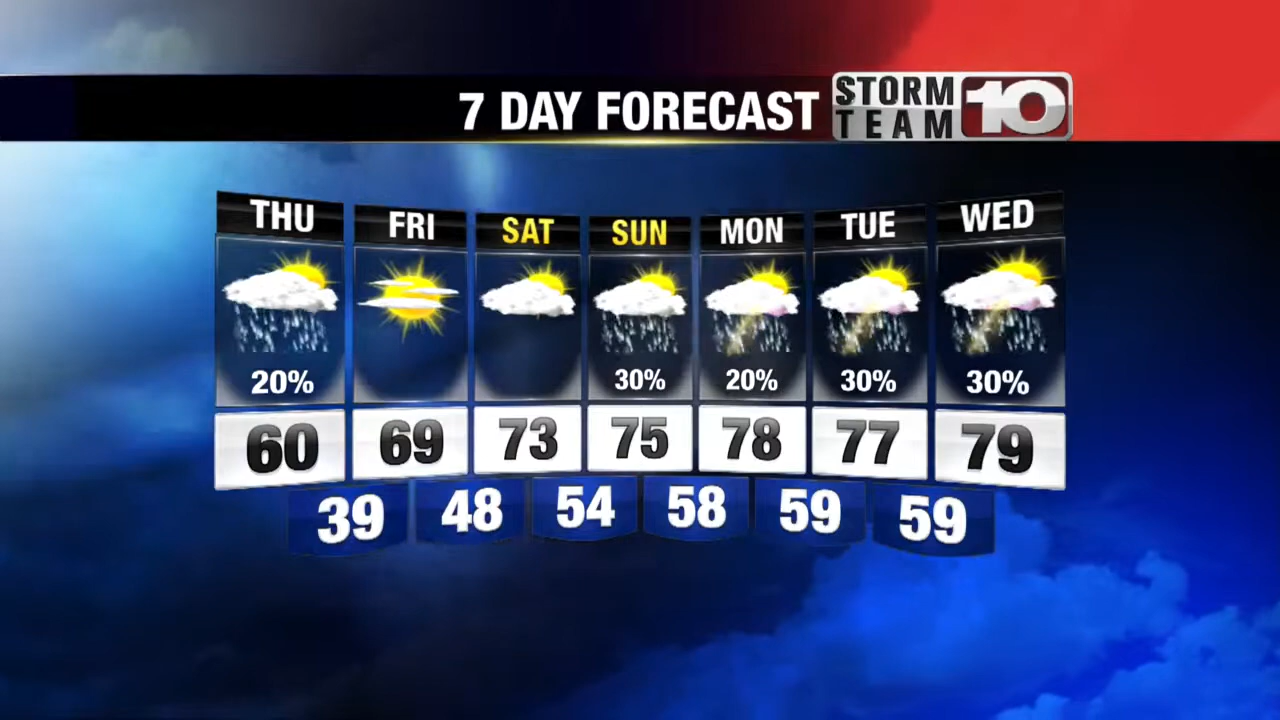 7 DAY FORECAST
STORM TEAM 10
THU FRI SAT SUN MON TUE WED
20% 30% 20% 30% 30%
60 69 73 75 78 77 79
39 48 54 58 59 59